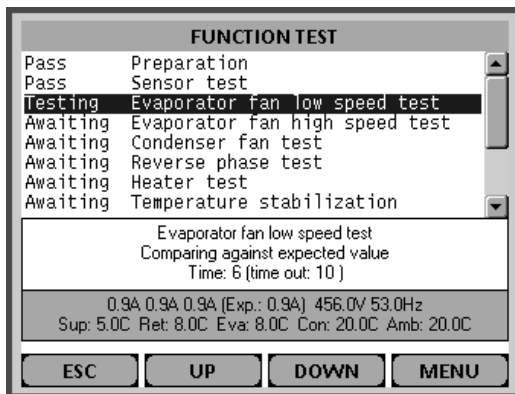 FUNCTION TEST
Pass Preparation
Pass Sensor test
Testing Evaporator fan low speed test
Awaiting Evaporator fan high speed test
Awaiting Condenser fan test
Awaiting Reverse phase test
Awaiting Heater test
Awaiting Temperature stabilization
Evaporator fan low speed test
Comparing against expected value
Time: 6 (time out: 10 )
0.9A 0.9A 0.9A (Exp.: 0.9A) 456.0V 53.0Hz
Sup: 5.0C Ret: 8.0C Eva: 8.0C Con: 20.0C Amb: 20.0C
ESC UP DOWN MENU